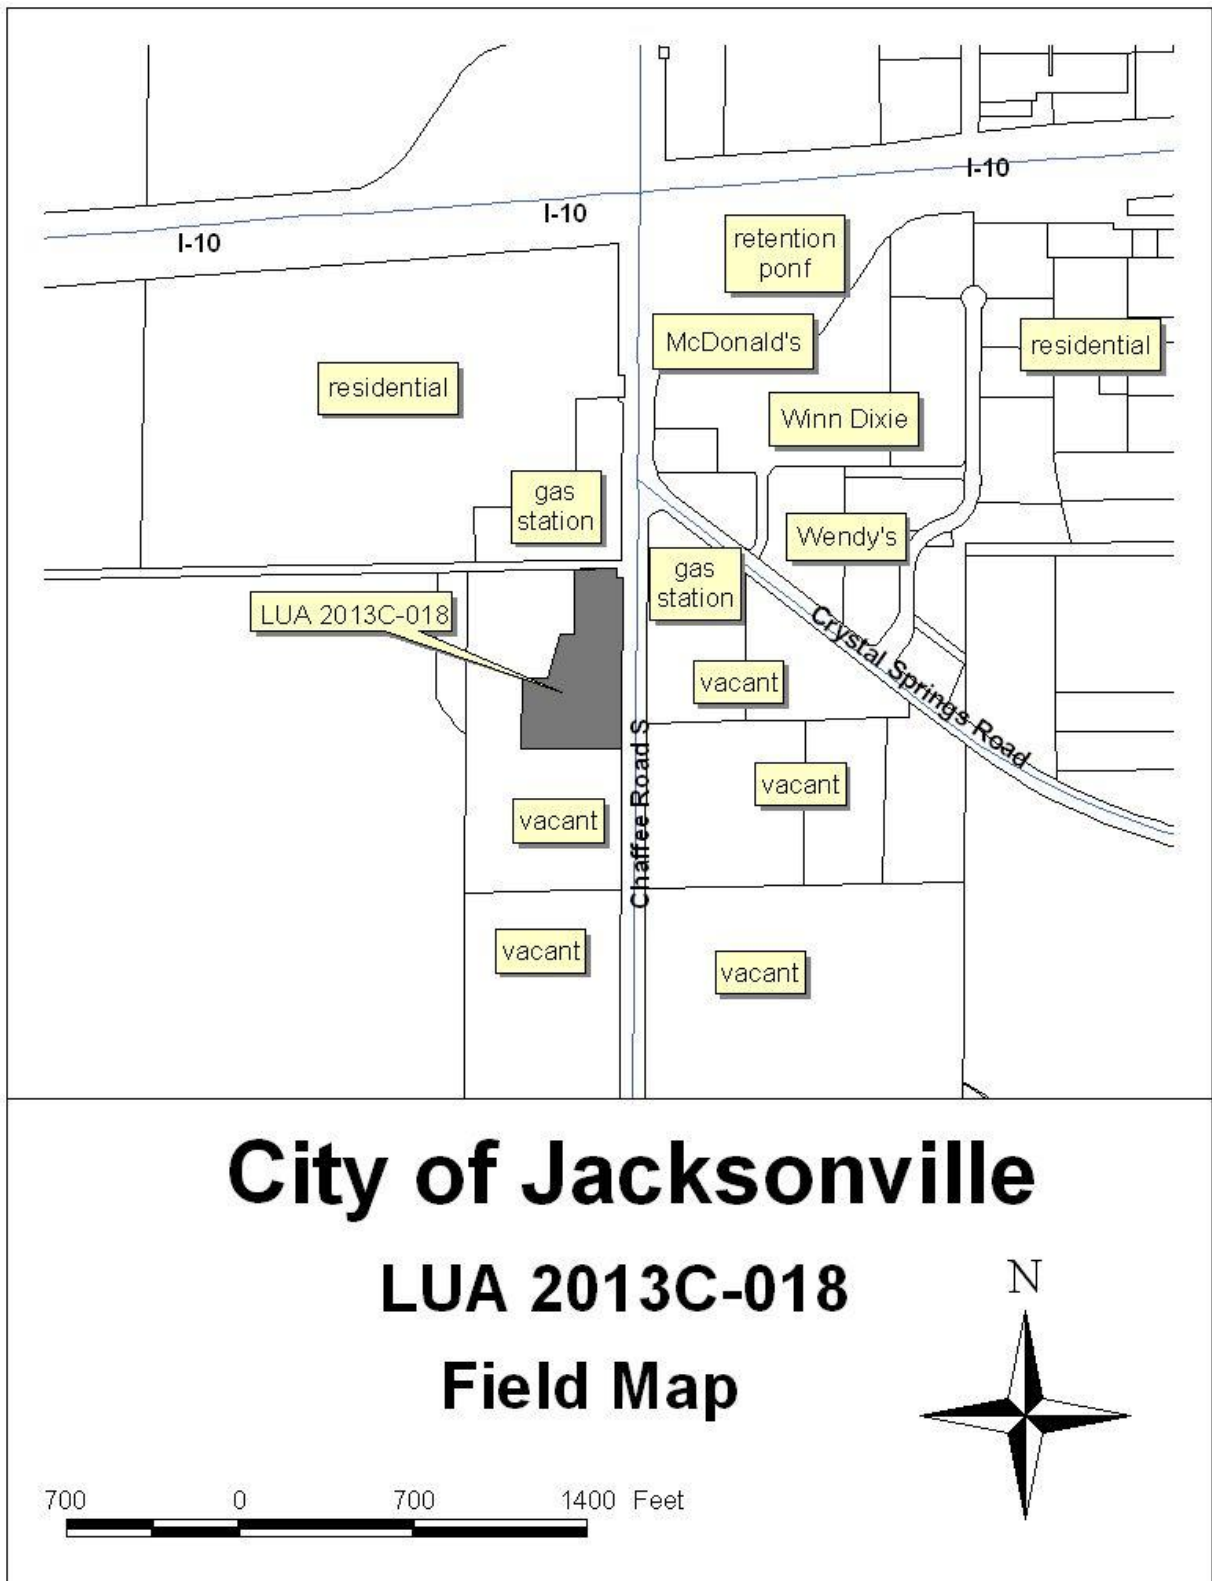 I-10
I-10
I-10
retention
ponf
McDonald's
residential
residential
Winn Dixie
gas
station
Wendy's
gas
station
LUA 2013C-018
Crystal Springs Road
vacant
Chaffee Road S
vacant
vacant
vacant
vacant
City of Jacksonville
LUA 2013C-018
Field Map
N
700 0 700 1400 Feet